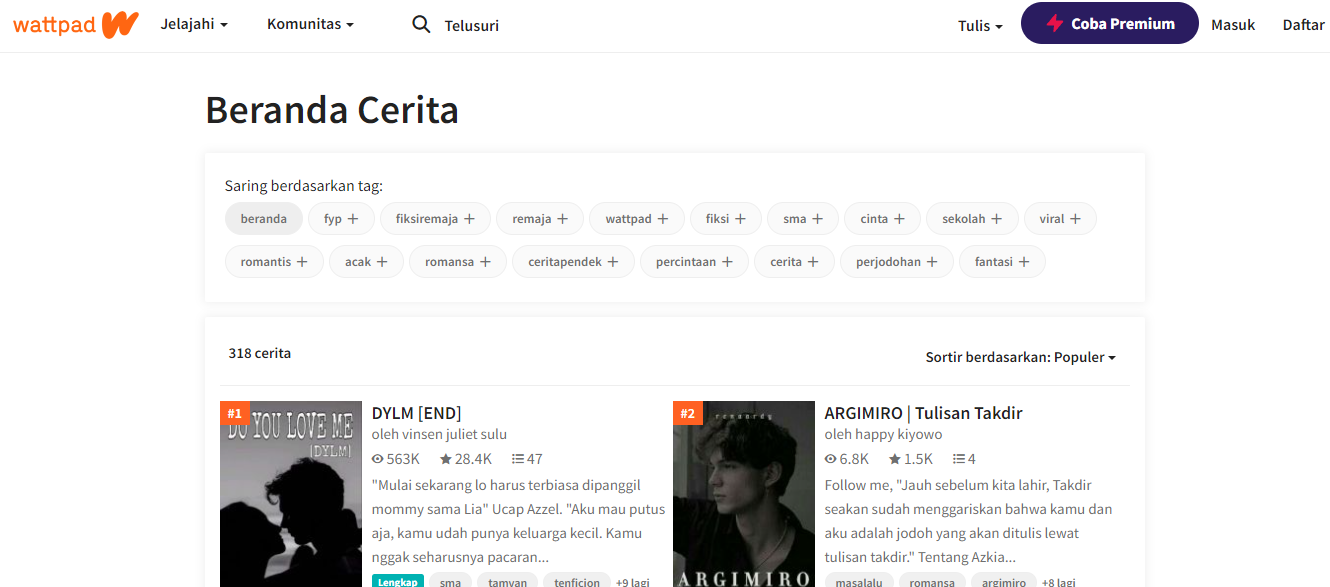 wattpad Jelajahi Komunitas Telusuri Tulis Coba Premium Masuk Daftar
Beranda Cerita
Saring berdasarkan tag:
beranda fyp + fiksiremaja + remaja + wattpad + fiksi + sma + cinta + sekolah + viral +
romantis + acak + romansa + ceritapendek + percintaan + cerita + perjodohan + fantasi +
318 cerita
Sortir berdasarkan: Populer
#1
DO YOU LOVE ME
[DYLM]
DYLM [END]
oleh vinsen juliet sulu
563K 28.4K 47
"Mulai sekarang lo harus terbiasa dipanggil
mommy sama Lia" Ucap Azzel. "Aku mau putus
aja, kamu udah punya keluarga kecil. Kamu
nggak seharusnya pacaran...
Lengkap sma tamvan tenficion +9 lagi
#2
ARGIMIRO
ARGIMIRO | Tulisan Takdir
oleh happy kiyowo
6.8K 1.5K 4
Follow me, "Jauh sebelum kita lahir, Takdir
seakan sudah menggariskan bahwa kamu dan
aku adalah jodoh yang akan ditulis lewat
tulisan takdir." Tentang Azkia...
masalalu romansa argimiro +8 lagi